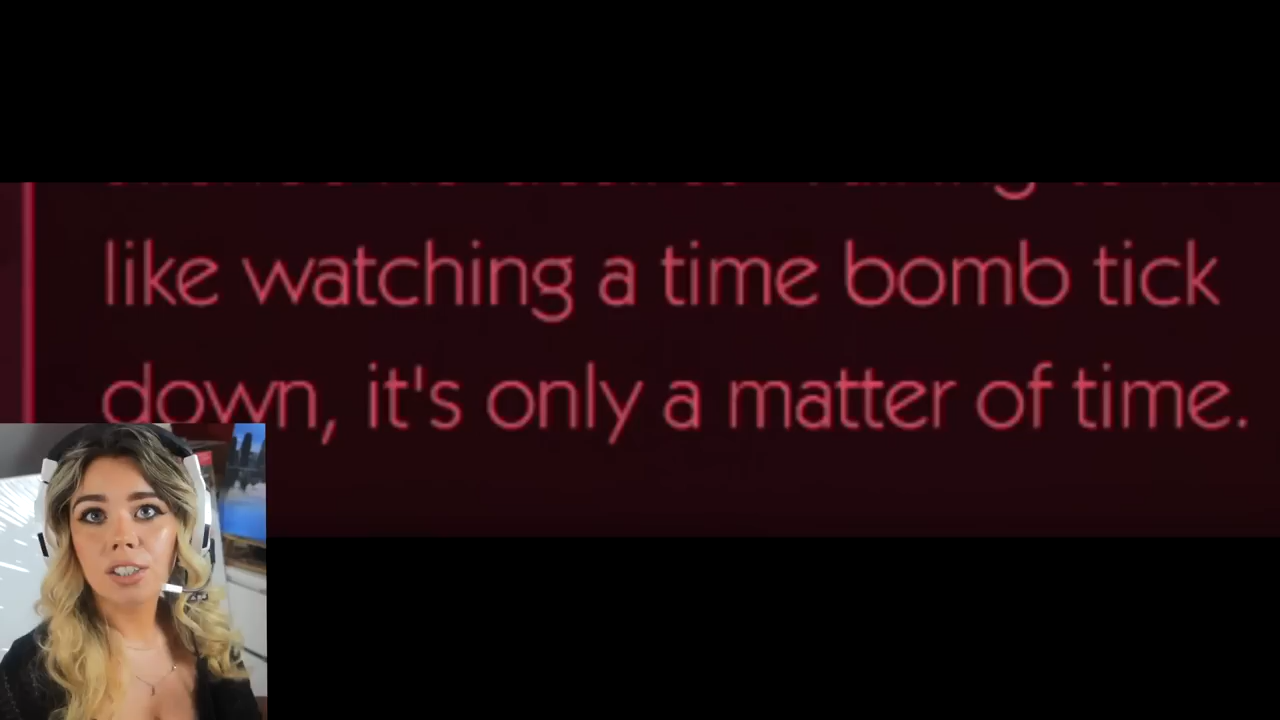 like watching a time bomb tick
down, it's only a matter of time.